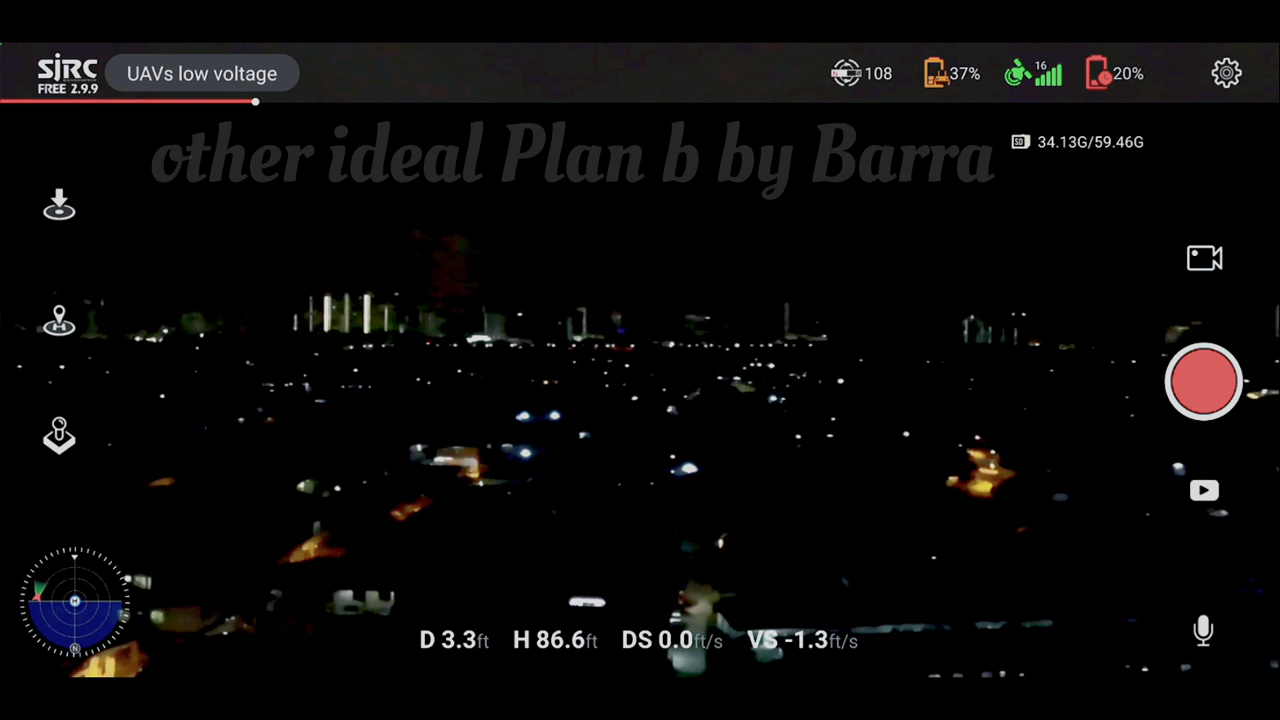 SJRC
FREE 2.9.9
UAVs low voltage
108
37%
16
20%
SD 34.13G/59.46G
other ideal Plan b by Barra
H
N
D 3.3ft H 86.6ft DS 0.0ft/s VS -1.3ft/s